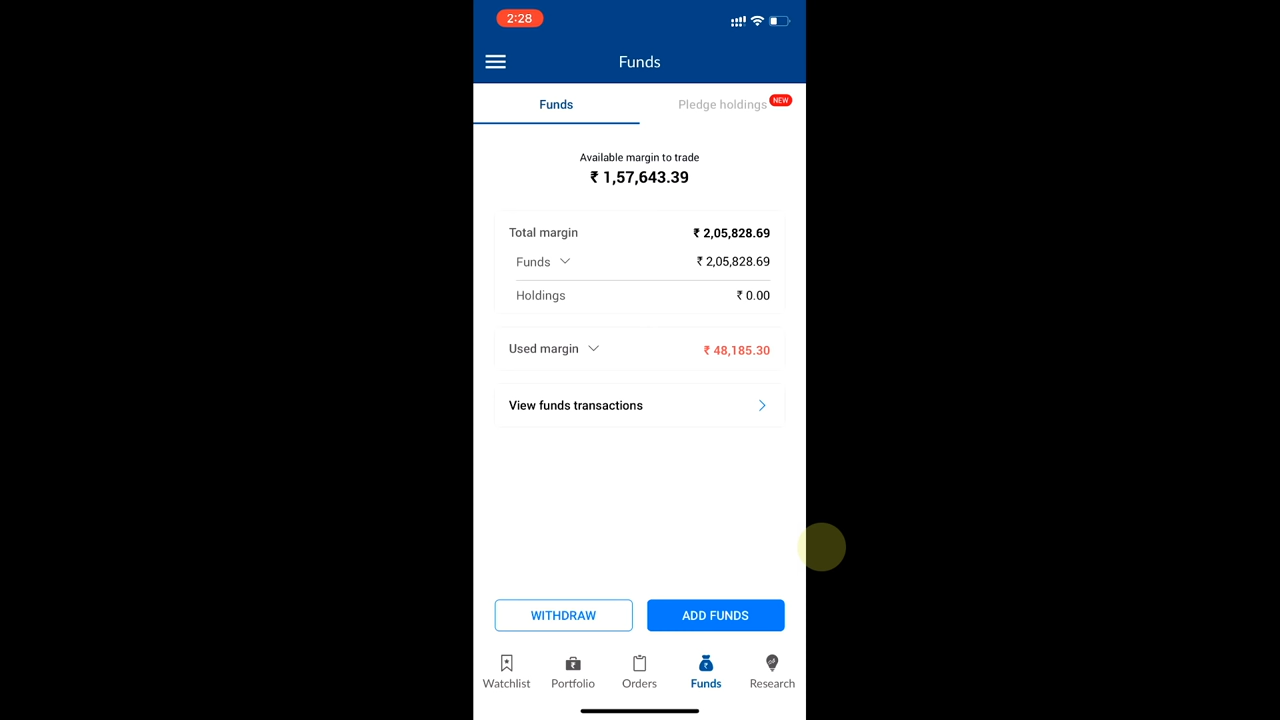 2:28
Funds
Funds
Pledge holdings NEW
Available margin to trade
₹ 1,57,643.39
Total margin ₹ 2,05,828.69
Funds ₹ 2,05,828.69
Holdings ₹ 0.00
Used margin ₹ 48,185.30
View funds transactions
WITHDRAW ADD FUNDS
Watchlist Portfolio Orders Funds Research